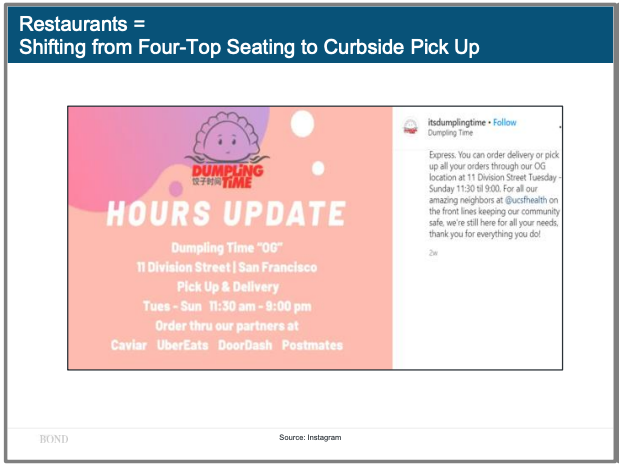 Restaurants =
Shifting from Four-Top Seating to Curbside Pick Up
DUMPLING
饺子时间 TIME
HOURS UPDATE
Dumpling Time "OG"
11 Division Street | San Francisco
Pick Up & Delivery
Tues - Sun 11:30 am - 9:00 pm
Order thru our partners at
Caviar UberEats DoorDash Postmates
itsdumplingtime • Follow
Dumpling Time
Express. You can order delivery or pick
up all your orders through our OG
location at 11 Division Street Tuesday -
Sunday 11:30 til 9:00. For all our
amazing neighbors at @ucsfhealth on
the front lines keeping our community
safe, we're still here for all your needs,
thank you for everything you do!
2w
BOND
Source: Instagram